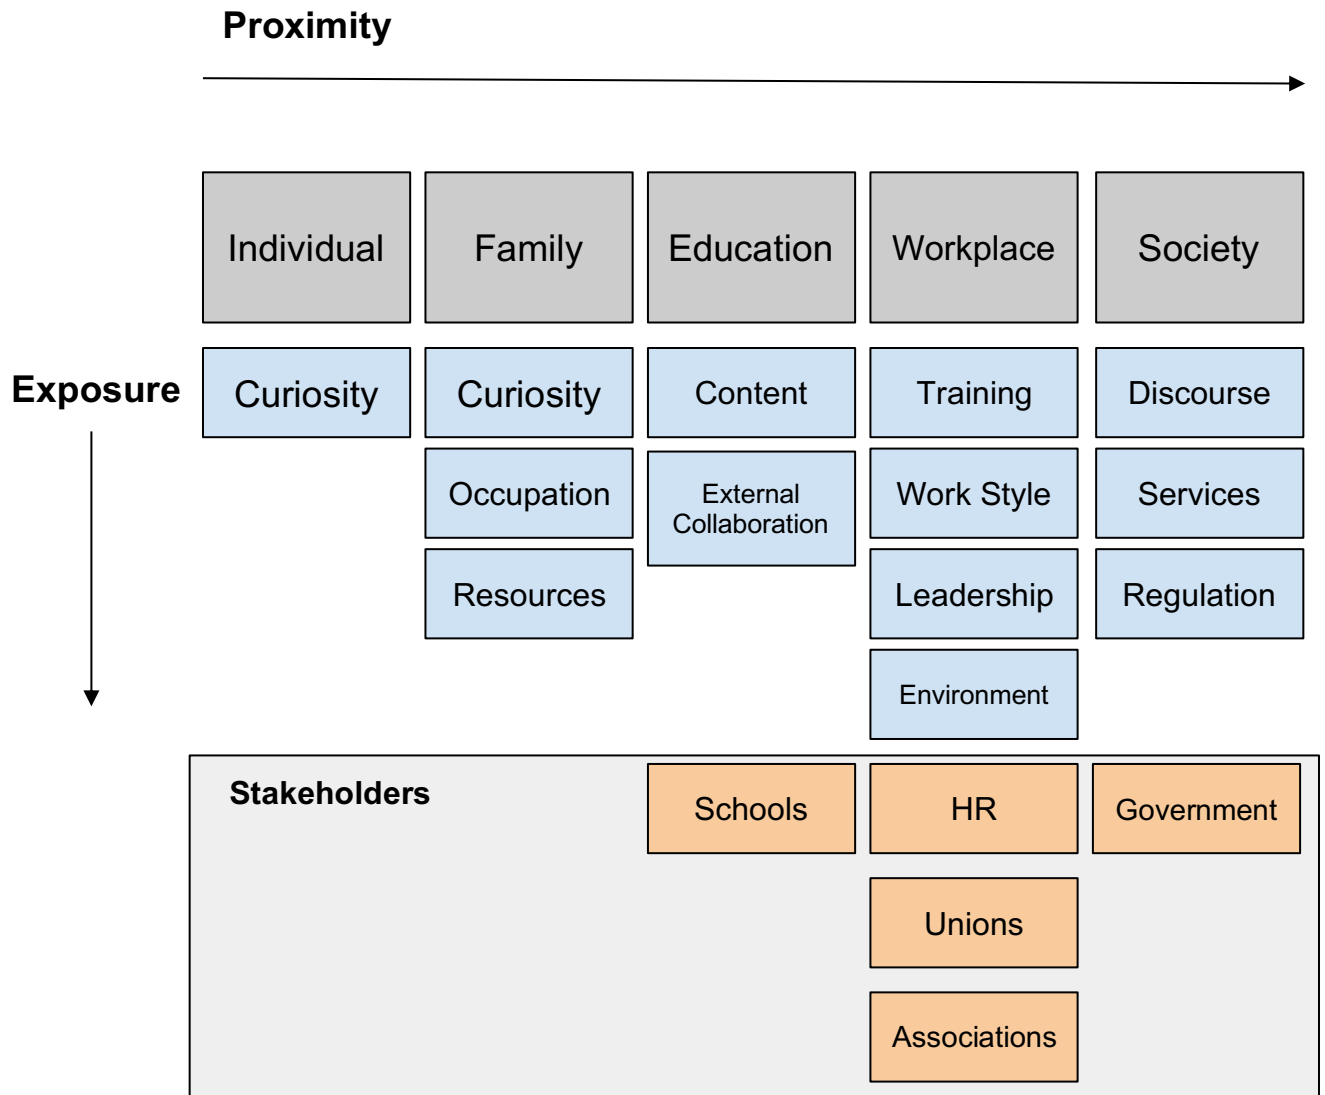 Proximity
Individual
Family
Education
Workplace
Society
Exposure
Curiosity
Curiosity
Content
Training
Discourse
Occupation
External
Collaboration
Work Style
Services
Resources
Leadership
Regulation
Environment
Stakeholders
Schools
HR
Government
Unions
Associations